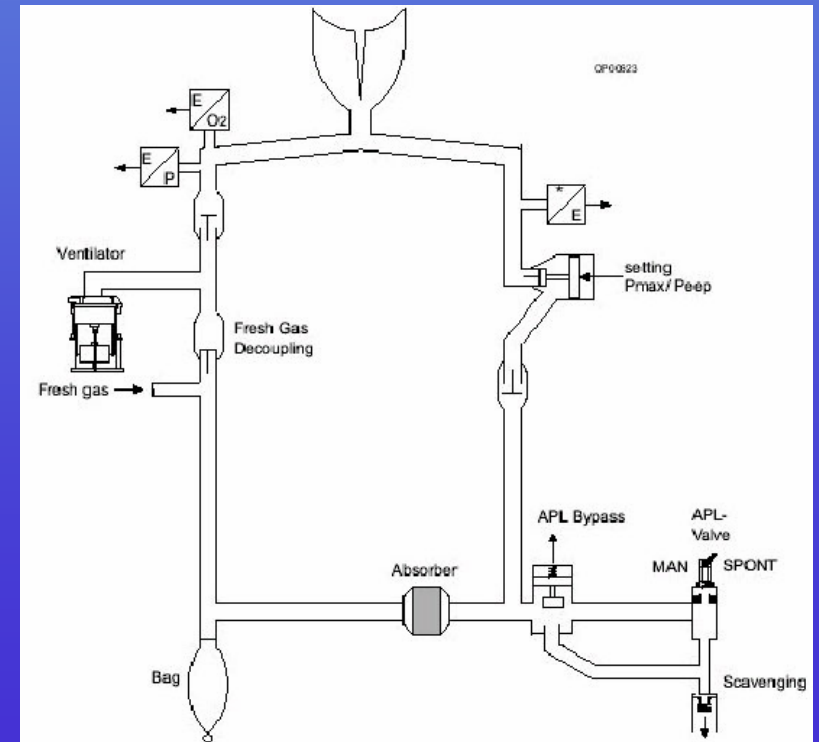 QP00823
E
O2
E
P
*
E
Ventilator
setting
Pmax/ Peep
Fresh Gas
Decoupling
Fresh gas
APL Bypass
APL-
Valve
MAN SPONT
Absorber
Bag
Scavenging